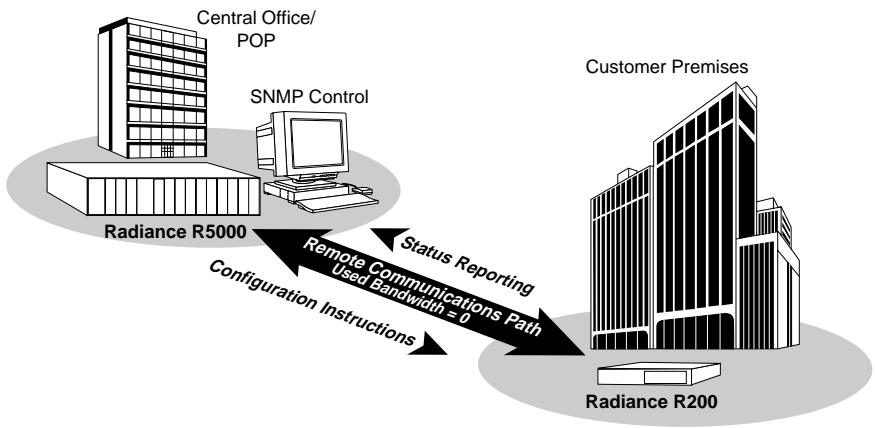 Central Office/
POP
SNMP Control
Customer Premises
Radiance R5000
Status Reporting
Remote Communications Path
Used Bandwidth = 0
Configuration Instructions
Radiance R200